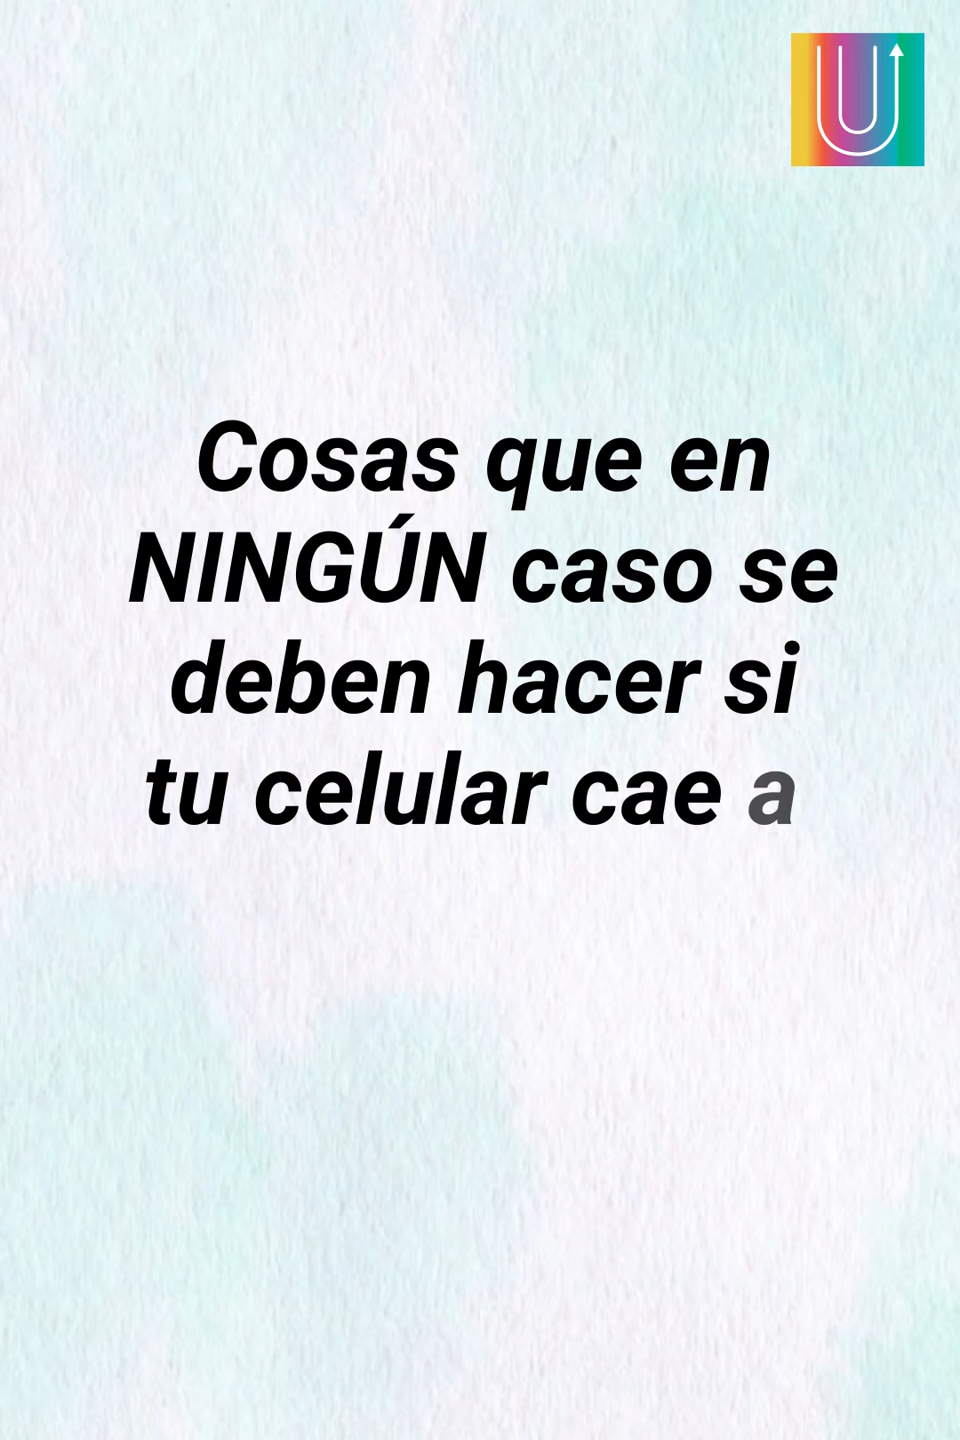 Cosas que en
NINGÚN caso se
deben hacer si
tu celular cae a